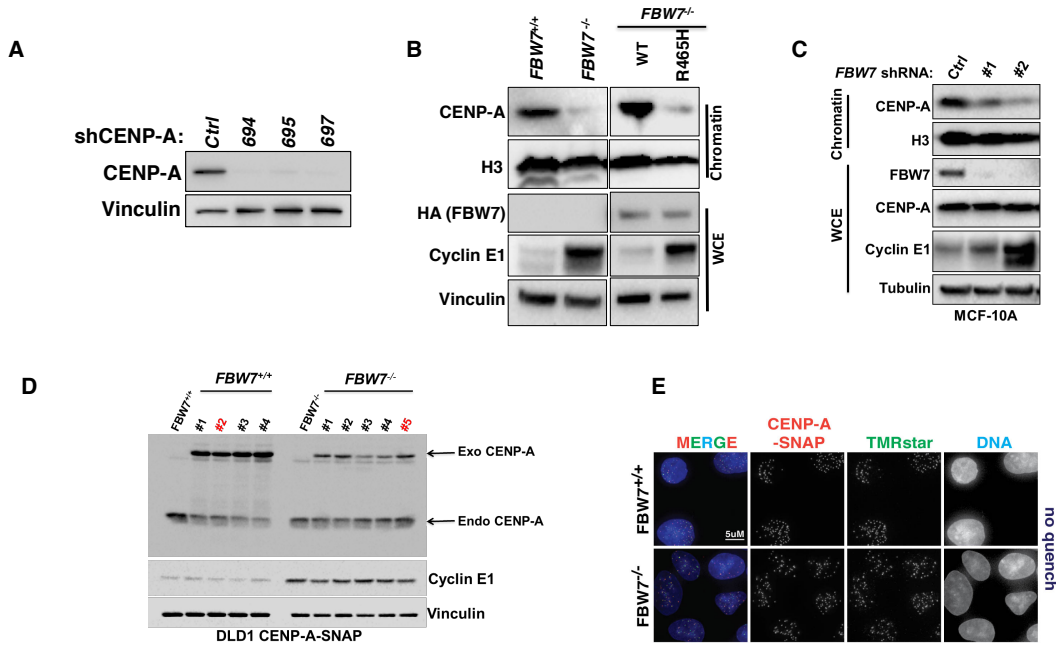 A
shCENP-A:
Ctrl 694 695 697
CENP-A
Vinculin
B
FBW7-/-
FBW7+/+ FBW7-/- WT R465H
CENP-A
H3
Chromatin
HA (FBW7)
Cyclin E1
Vinculin
WCE
C
FBW7 shRNA: Ctrl #1 #2
Chromatin
CENP-A
H3
WCE
FBW7
CENP-A
Cyclin E1
Tubulin
MCF-10A
D
FBW7+/+ FBW7-/-
FBW7+/+ #1 #2 #3 #4 FBW7-/- #1 #2 #3 #4 #5
Exo CENP-A
Endo CENP-A
Cyclin E1
Vinculin
DLD1 CENP-A-SNAP
E
MERGE
CENP-A
-SNAP
TMRstar
DNA
FBW7+/+
5uM
FBW7-/-
no quench